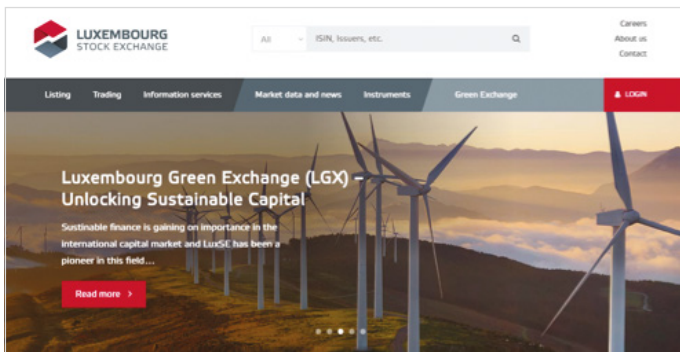 LUXEMBOURG
STOCK EXCHANGE
All
ISIN, Issuers, etc.
Careers
About us
Contact
Listing Trading Information services Market data and news Instruments Green Exchange LOGIN
Luxembourg Green Exchange (LGX) –
Unlocking Sustainable Capital
Sustinable finance is gaining on importance in the
international capital market and LuxSE has been a
pioneer in this field...
Read more >